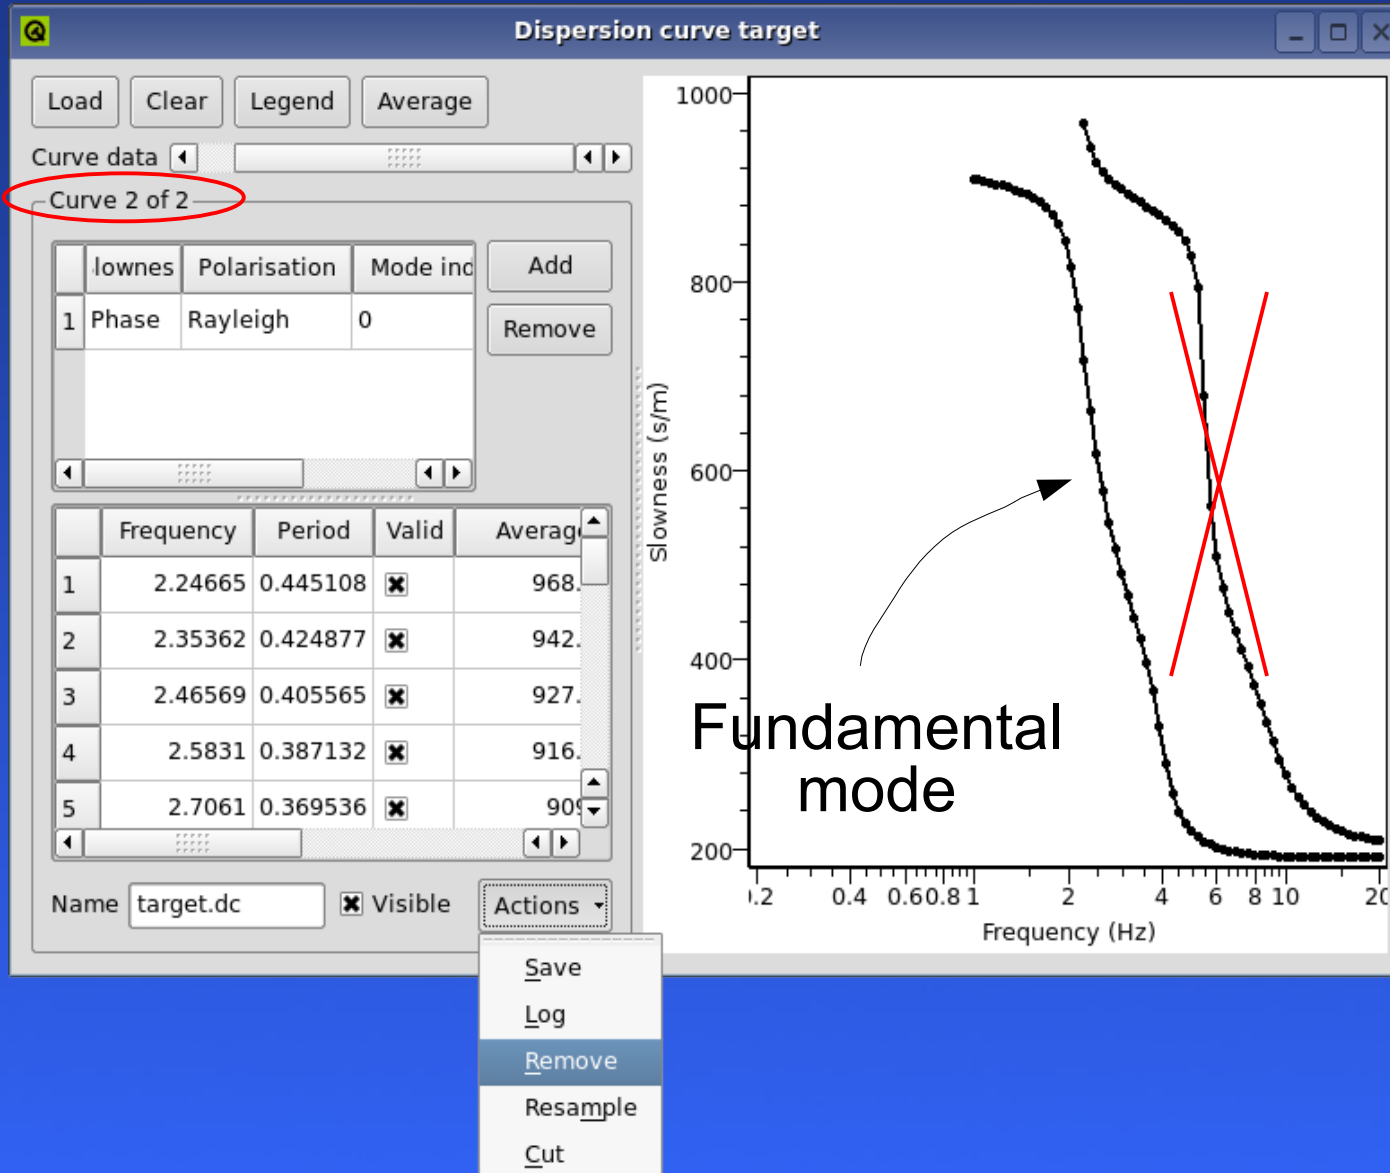 Dispersion curve target
Load Clear Legend Average
Curve data
Curve 2 of 2
lownes Polarisation Mode ind
1 Phase Rayleigh 0
Add
Remove
Frequency Period Valid Averag
1 2.24665 0.445108 968.
2 2.35362 0.424877 942.
3 2.46569 0.405565 927.
4 2.5831 0.387132 916.
5 2.7061 0.369536 909
Name target.dc Visible Actions
Save
Log
Remove
Resample
Cut
1000
800
600
400
200
Slowness (s/m)
Fundamental
mode
.2 0.4 0.6 0.8 1 2 4 6 8 10 20
Frequency (Hz)